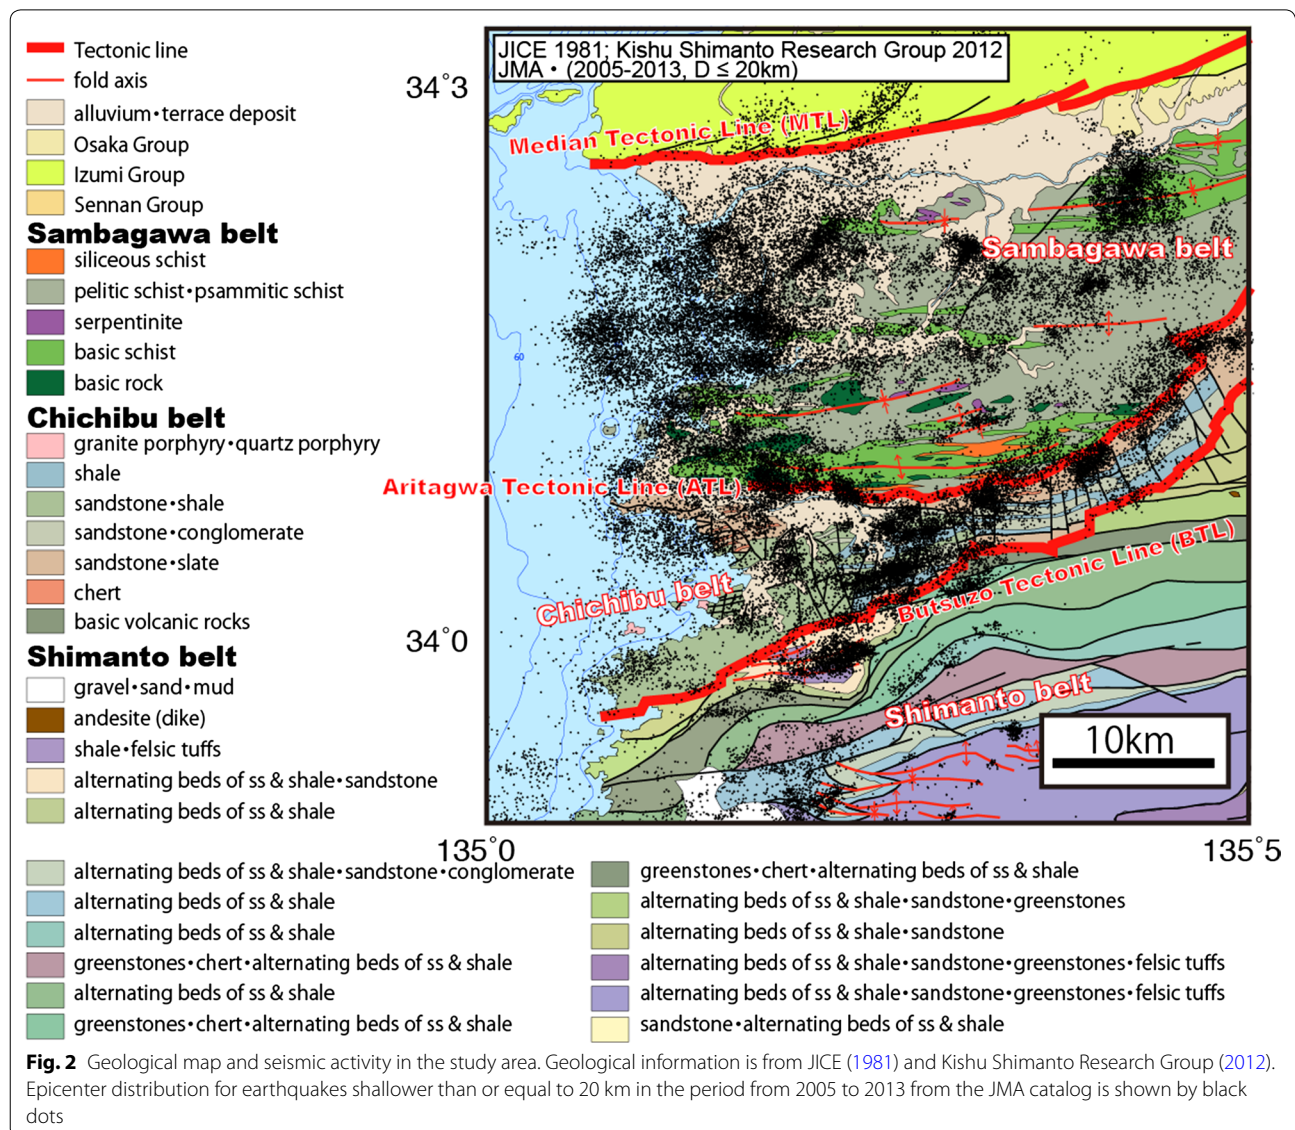 Tectonic line
fold axis
alluvium•terrace deposit
Osaka Group
Izumi Group
Sennan Group
Sambagawa belt
siliceous schist
pelitic schist•psammitic schist
serpentinite
basic schist
basic rock
Chichibu belt
granite porphyry•quartz porphyry
shale
sandstone•shale
sandstone•conglomerate
sandstone•slate
chert
basic volcanic rocks
Shimanto belt
gravel•sand•mud
andesite (dike)
shale•felsic tuffs
alternating beds of ss & shale•sandstone
alternating beds of ss & shale
JICE 1981; Kishu Shimanto Research Group 2012
JMA • (2005-2013, D ≤ 20km)
34˚3
Median Tectonic Line (MTL)
Sambagawa belt
60
Aritagwa Tectonic Line (ATL)
Butsuzo Tectonic Line (BTL)
Chichibu belt
34˚0
Shimanto belt
10km
135˚0
135˚5
alternating beds of ss & shale•sandstone•conglomerate
alternating beds of ss & shale
alternating beds of ss & shale
greenstones•chert•alternating beds of ss & shale
alternating beds of ss & shale
greenstones•chert•alternating beds of ss & shale
greenstones•chert•alternating beds of ss & shale
alternating beds of ss & shale•sandstone•greenstones
alternating beds of ss & shale•sandstone
alternating beds of ss & shale•sandstone•greenstones•felsic tuffs
alternating beds of ss & shale•sandstone•greenstones•felsic tuffs
sandstone•alternating beds of ss & shale
Fig. 2 Geological map and seismic activity in the study area. Geological information is from JICE (1981) and Kishu Shimanto Research Group (2012).
Epicenter distribution for earthquakes shallower than or equal to 20 km in the period from 2005 to 2013 from the JMA catalog is shown by black
dots